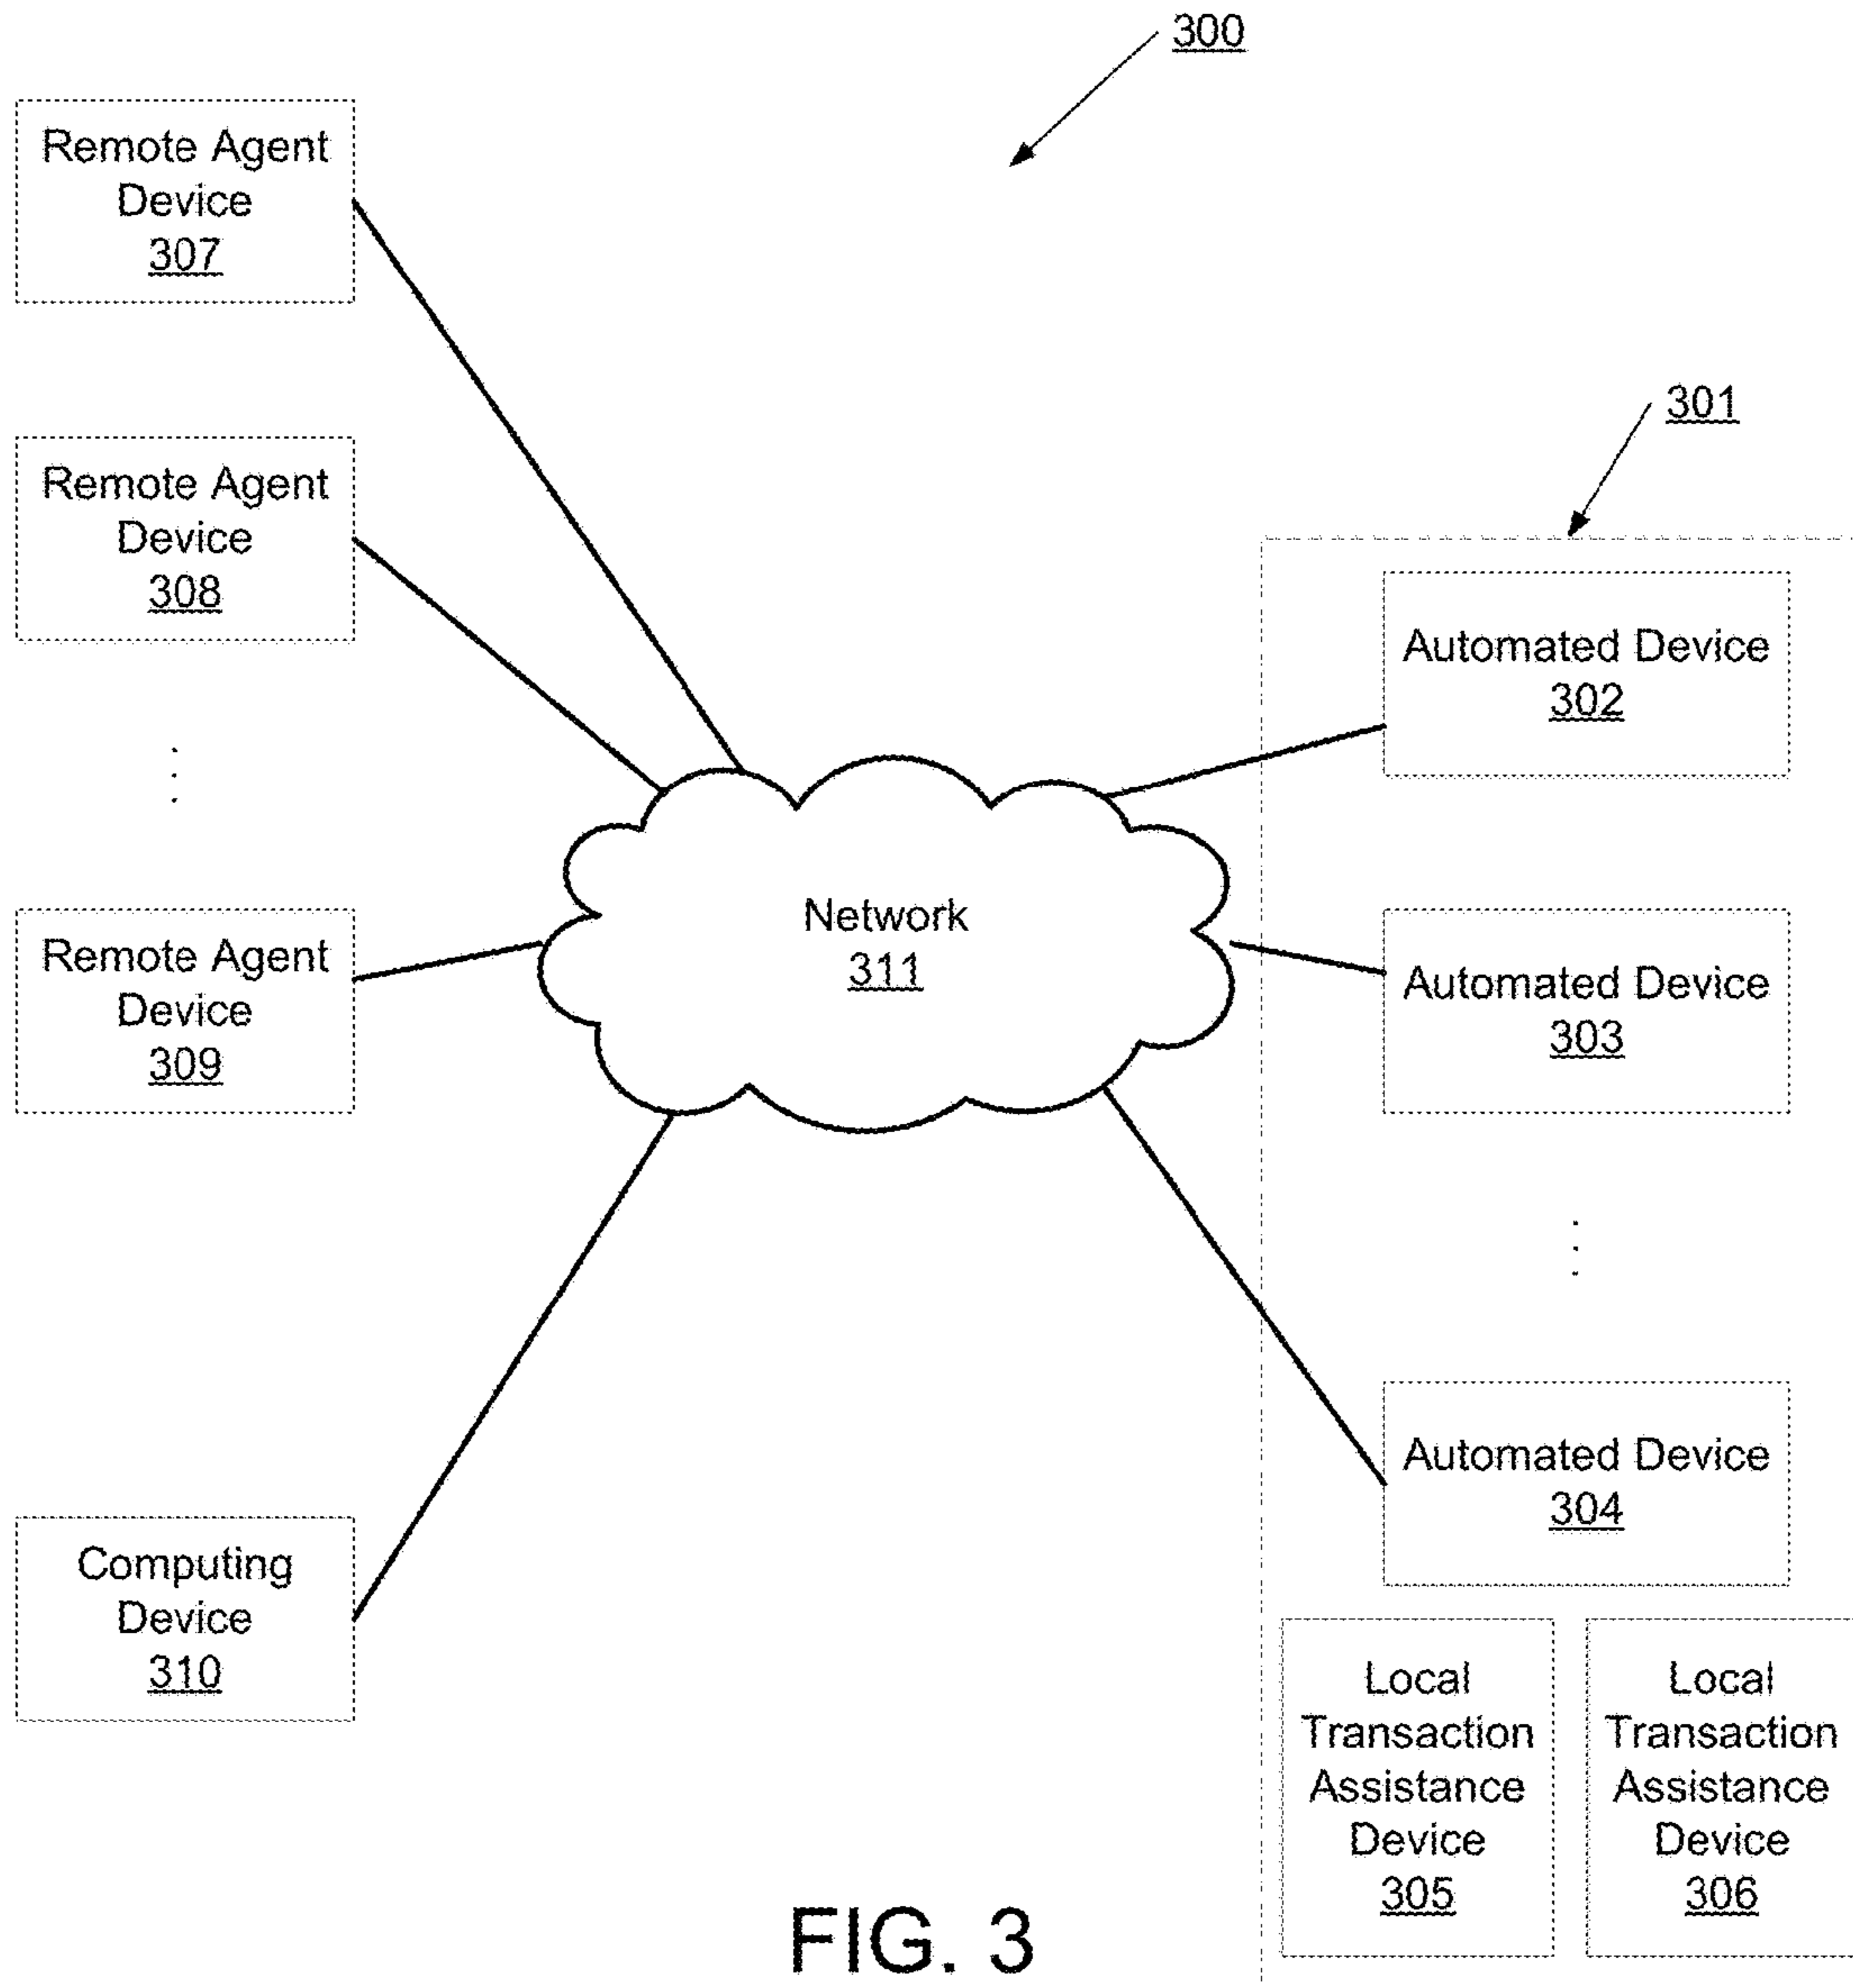 300
Remote Agent
Device
307
301
Remote Agent
Device
308
Automated Device
302
Network
311
Remote Agent
Device
309
Automated Device
303
Automated Device
304
Computing
Device
310
Local
Transaction
Assistance
Device
305
Local
Transaction
Assistance
Device
306
FIG. 3